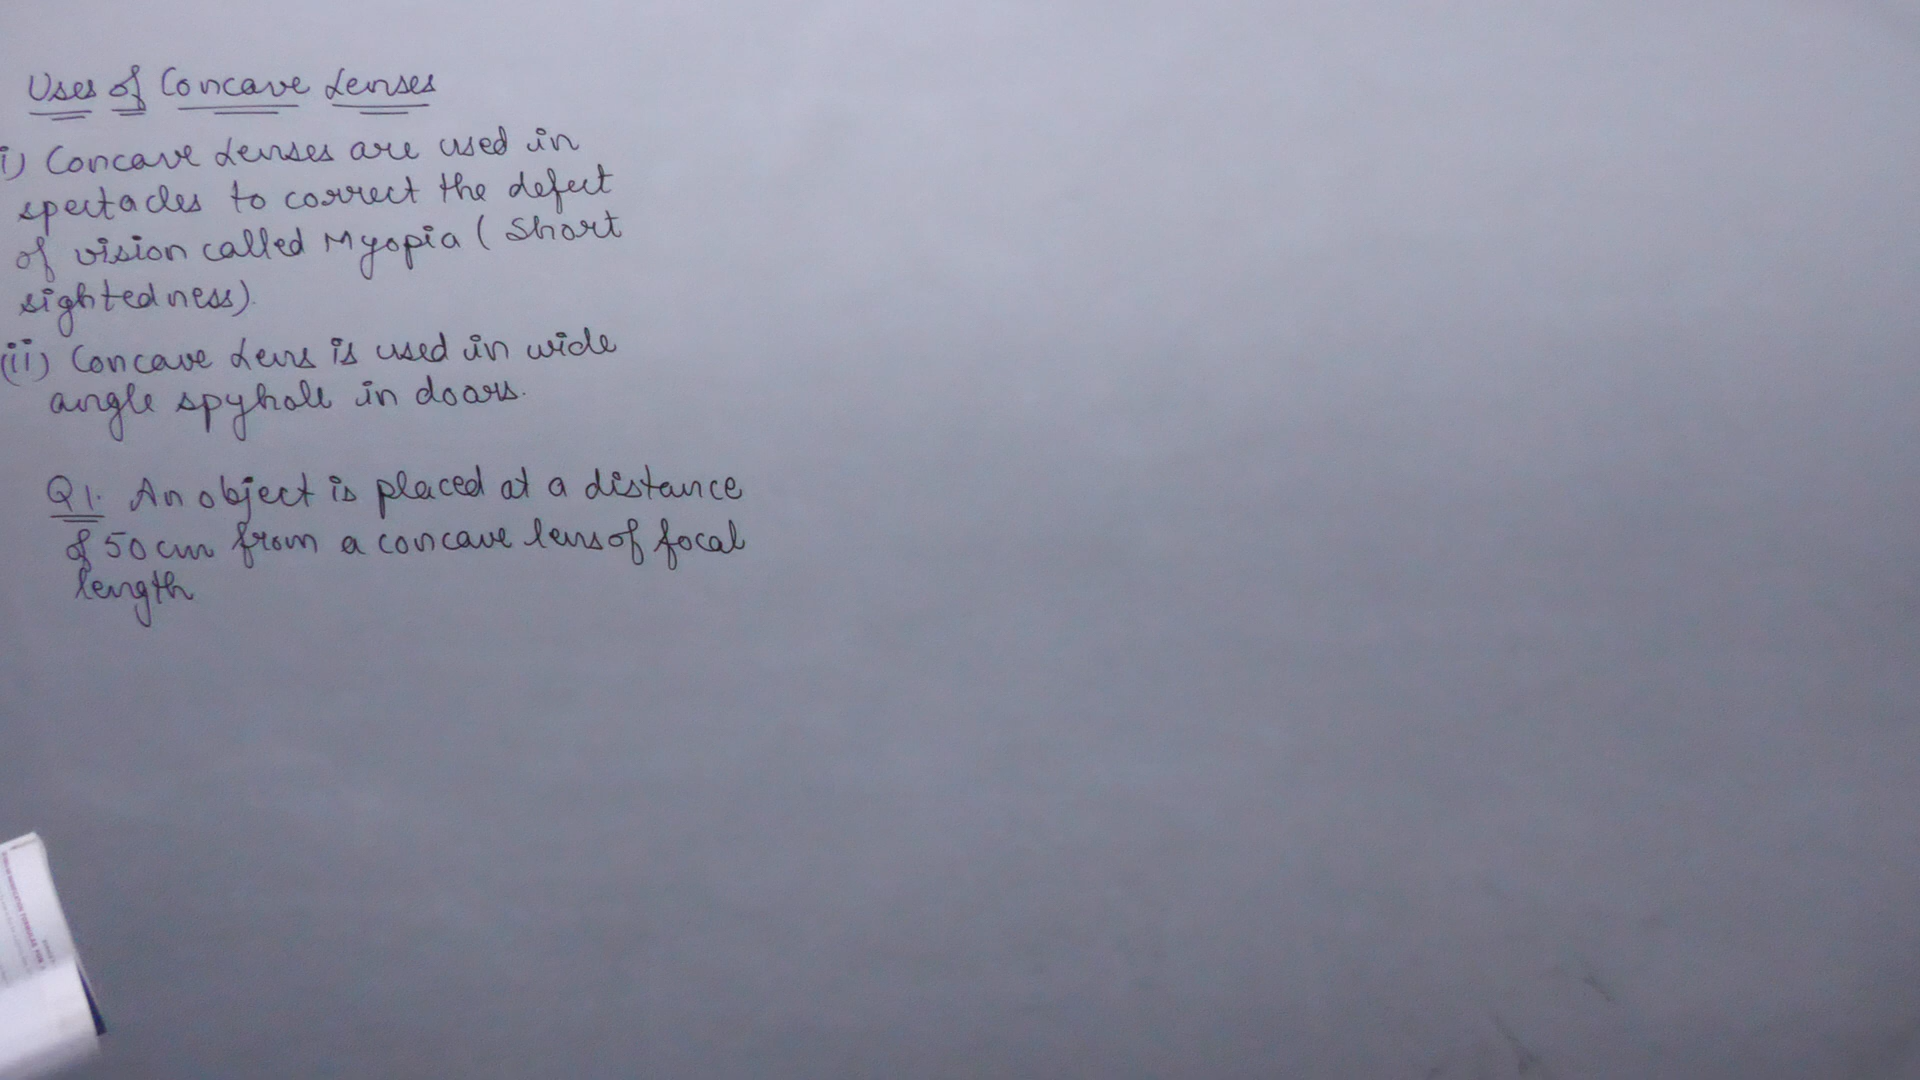 Uses of Concave Lenses
i) Concave Lenses are used in
spectacles to correct the defect
of vision called Myopia (Short
sightedness).
(ii) Concave Lens is used in wide
angle spyhole in doors.
Q1. An object is placed at a distance
of 50 cm from a concave lens of focal
length